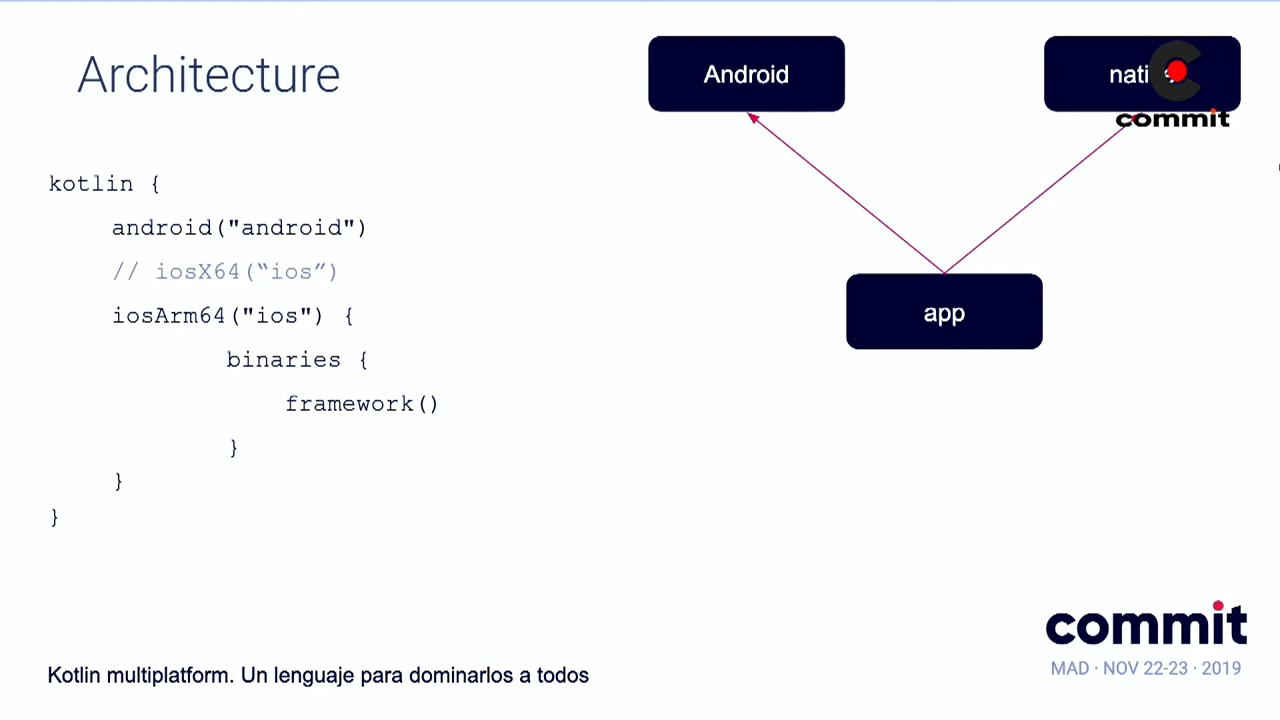 Architecture
Android
commit
kotlin {
android("android")
// iosX64(“ios”)
iosArm64("ios") {
binaries {
framework()
}
}
}
app
commit
MAD · NOV 22-23 · 2019
Kotlin multiplatform. Un lenguaje para dominarlos a todos